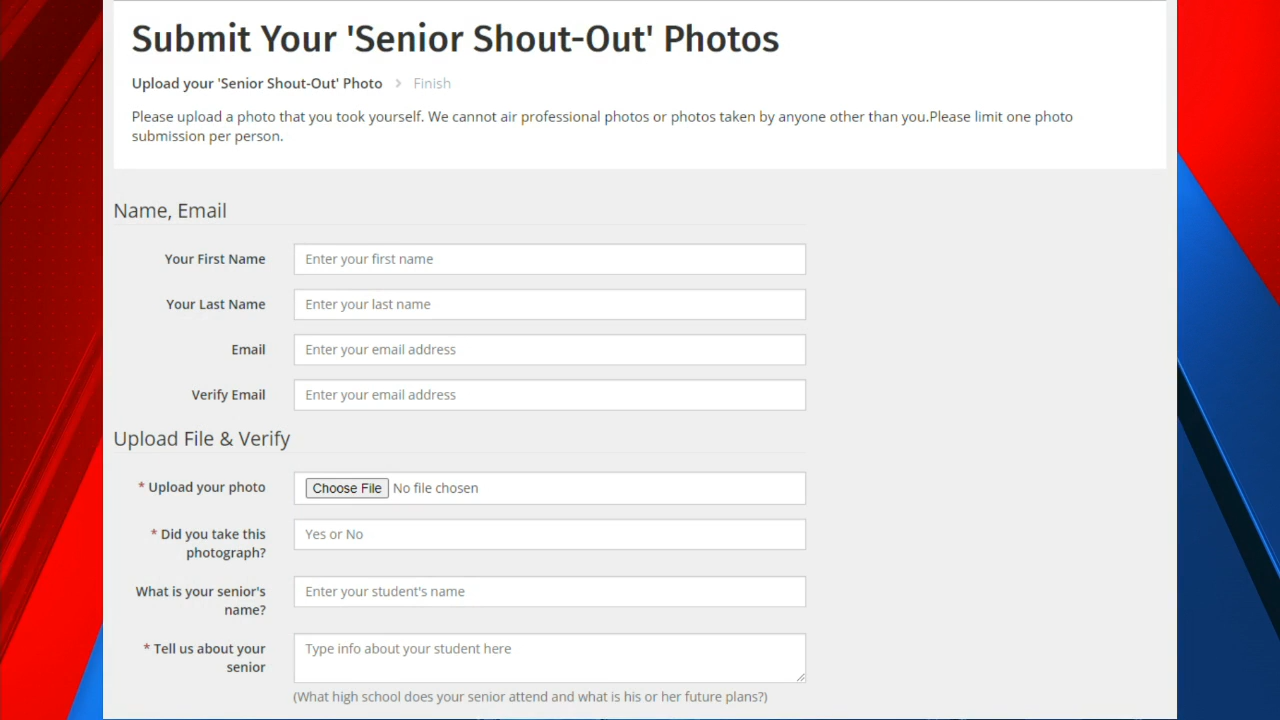 Submit Your 'Senior Shout-Out' Photos
Upload your 'Senior Shout-Out' Photo > Finish
Please upload a photo that you took yourself. We cannot air professional photos or photos taken by anyone other than you.Please limit one photo
submission per person.
Name, Email
Your First Name Enter your first name
Your Last Name Enter your last name
Email Enter your email address
Verify Email Enter your email address
Upload File & Verify
* Upload your photo Choose File No file chosen
* Did you take this Yes or No
photograph?
What is your senior's Enter your student's name
name?
* Tell us about your Type info about your student here
senior
(What high school does your senior attend and what is his or her future plans?)